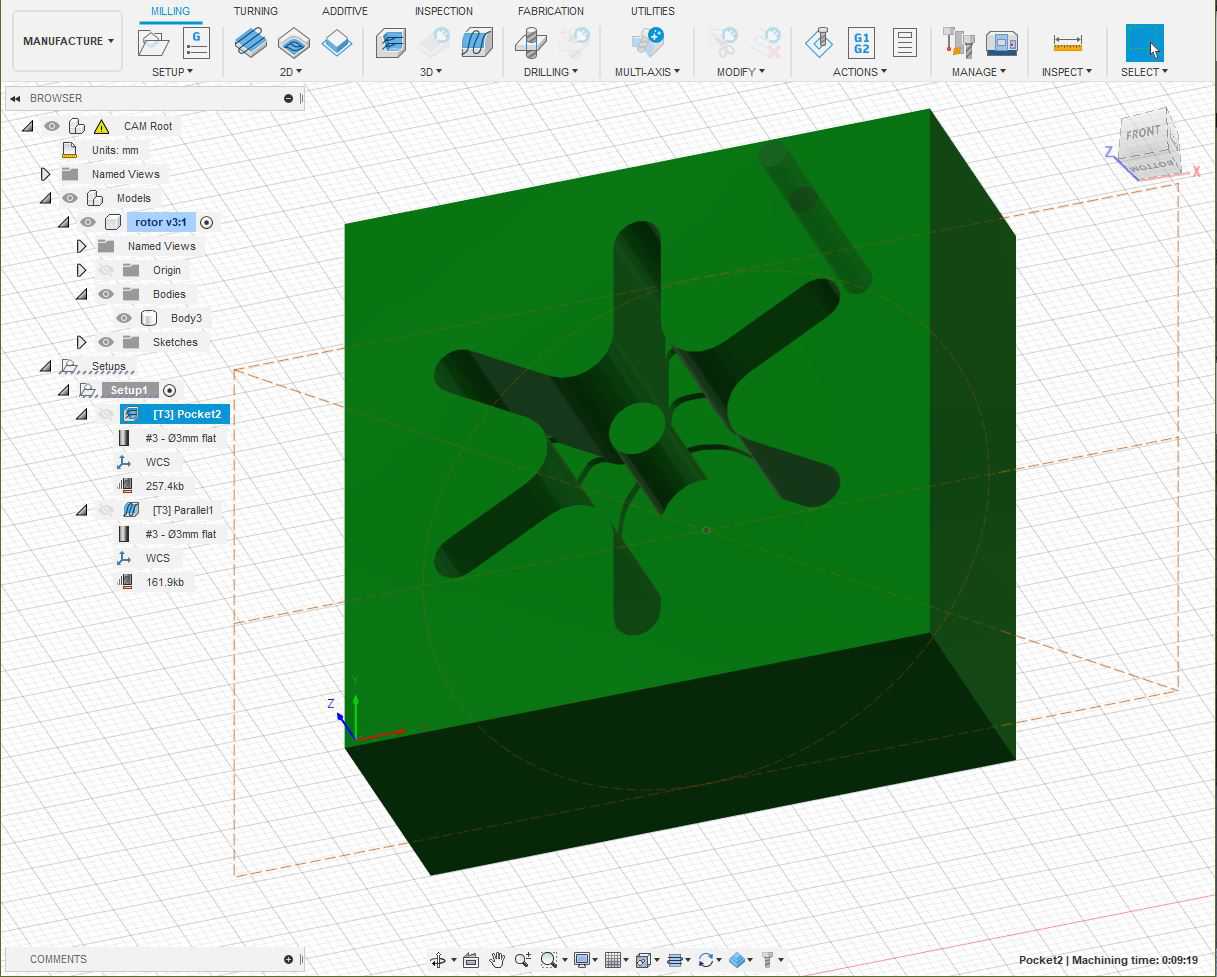 MILLING TURNING ADDITIVE INSPECTION FABRICATION UTILITIES
MANUFACTURE
G
G1
G2
SETUP 2D 3D DRILLING MULTI-AXIS MODIFY ACTIONS MANAGE INSPECT SELECT
BROWSER
CAM Root
Units: mm
Named Views
Models
rotor v3:1
Named Views
Origin
Bodies
Body3
Sketches
Setups
Setup1
[T3] Pocket2
#3 - Ø3mm flat
WCS
257.4kb
[T3] Parallel1
#3 - Ø3mm flat
WCS
161.9kb
FRONT
BOTTOM
Z
X
Y
Z
COMMENTS
Pocket2 | Machining time: 0:09:19